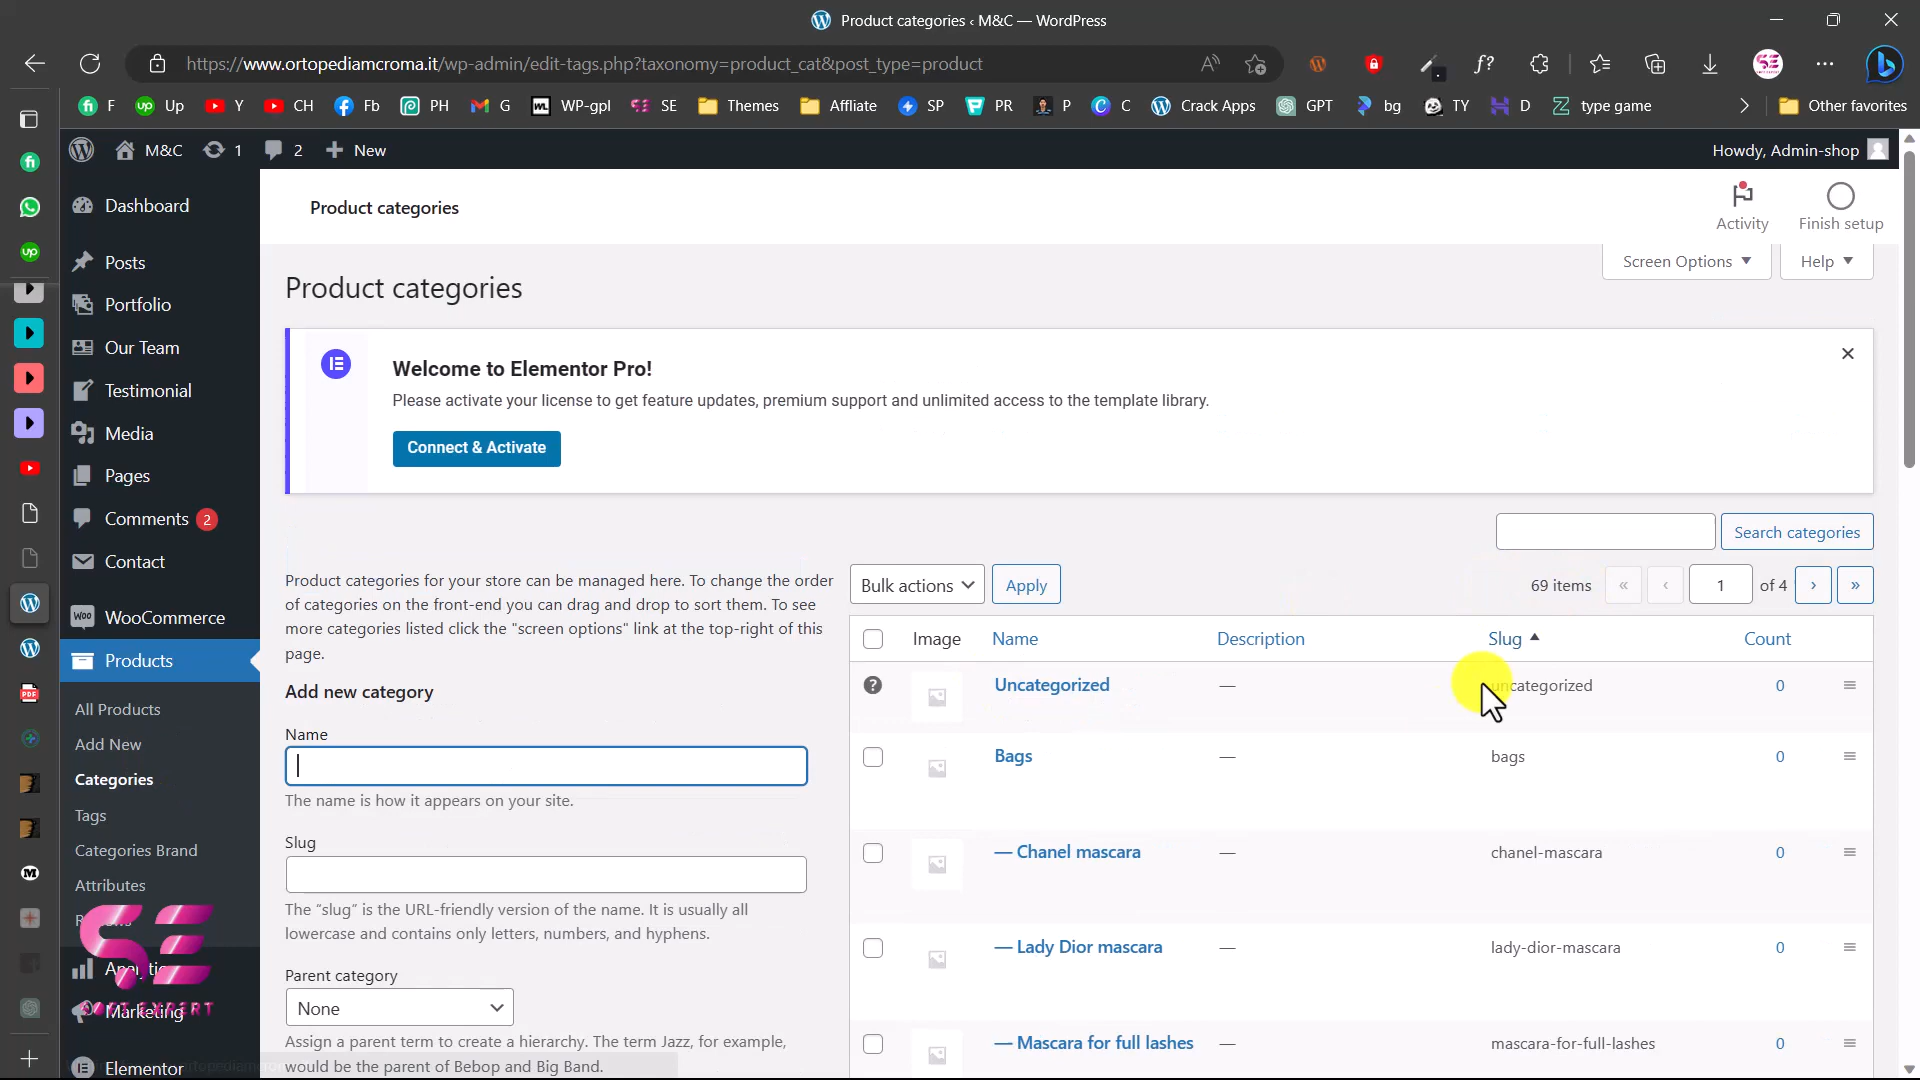 Product categories ‹ M&C — WordPress
https://www.ortopediamcroma.it/wp-admin/edit-tags.php?taxonomy=product_cat&post_type=product
F Up Y CH Fb PH G WP-gpl SE Themes Affliate SP PR P C Crack Apps GPT bg TY D type game Other favorites
M&C 1 2 New Howdy, Admin-shop
Dashboard
Posts
Portfolio
Our Team
Testimonial
Media
Pages
Comments 2
Contact
WooCommerce
Products
All Products
Add New
Categories
Tags
Categories Brand
Attributes
Marketing
Elementor
Product categories
Activity
Finish setup
Screen Options
Help
Product categories
Welcome to Elementor Pro!
Please activate your license to get feature updates, premium support and unlimited access to the template library.
Connect & Activate
Search categories
Product categories for your store can be managed here. To change the order
of categories on the front-end you can drag and drop to sort them. To see
more categories listed click the "screen options" link at the top-right of this
page.
Add new category
Name
The name is how it appears on your site.
Slug
The “slug” is the URL-friendly version of the name. It is usually all
lowercase and contains only letters, numbers, and hyphens.
Parent category
None
Assign a parent term to create a hierarchy. The term Jazz, for example,
would be the parent of Bebop and Big Band.
Bulk actions Apply 69 items « ‹ 1 of 4 › »
Image Name Description Slug Count
Uncategorized — uncategorized 0
Bags — bags 0
— Chanel mascara — chanel-mascara 0
— Lady Dior mascara — lady-dior-mascara 0
— Mascara for full lashes — mascara-for-full-lashes 0